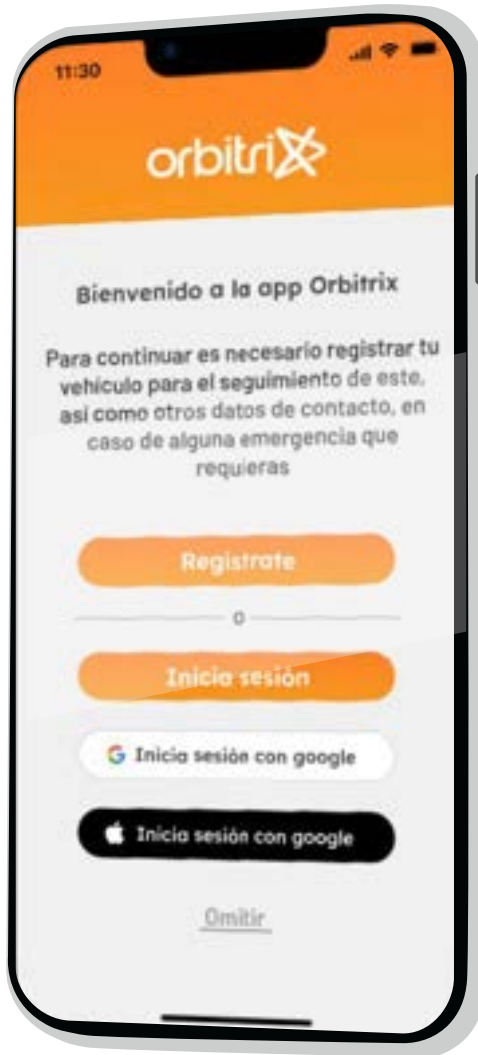 11:30
orbitrix
Bienvenido a la app Orbitrix
Para continuar es necesario registrar tu
vehículo para el seguimiento de este,
así como otros datos de contacto, en
caso de alguna emergencia que
requieras
Registrate
o
Inicia sesión
Inicia sesión con google
Inicia sesión con google
Omitir